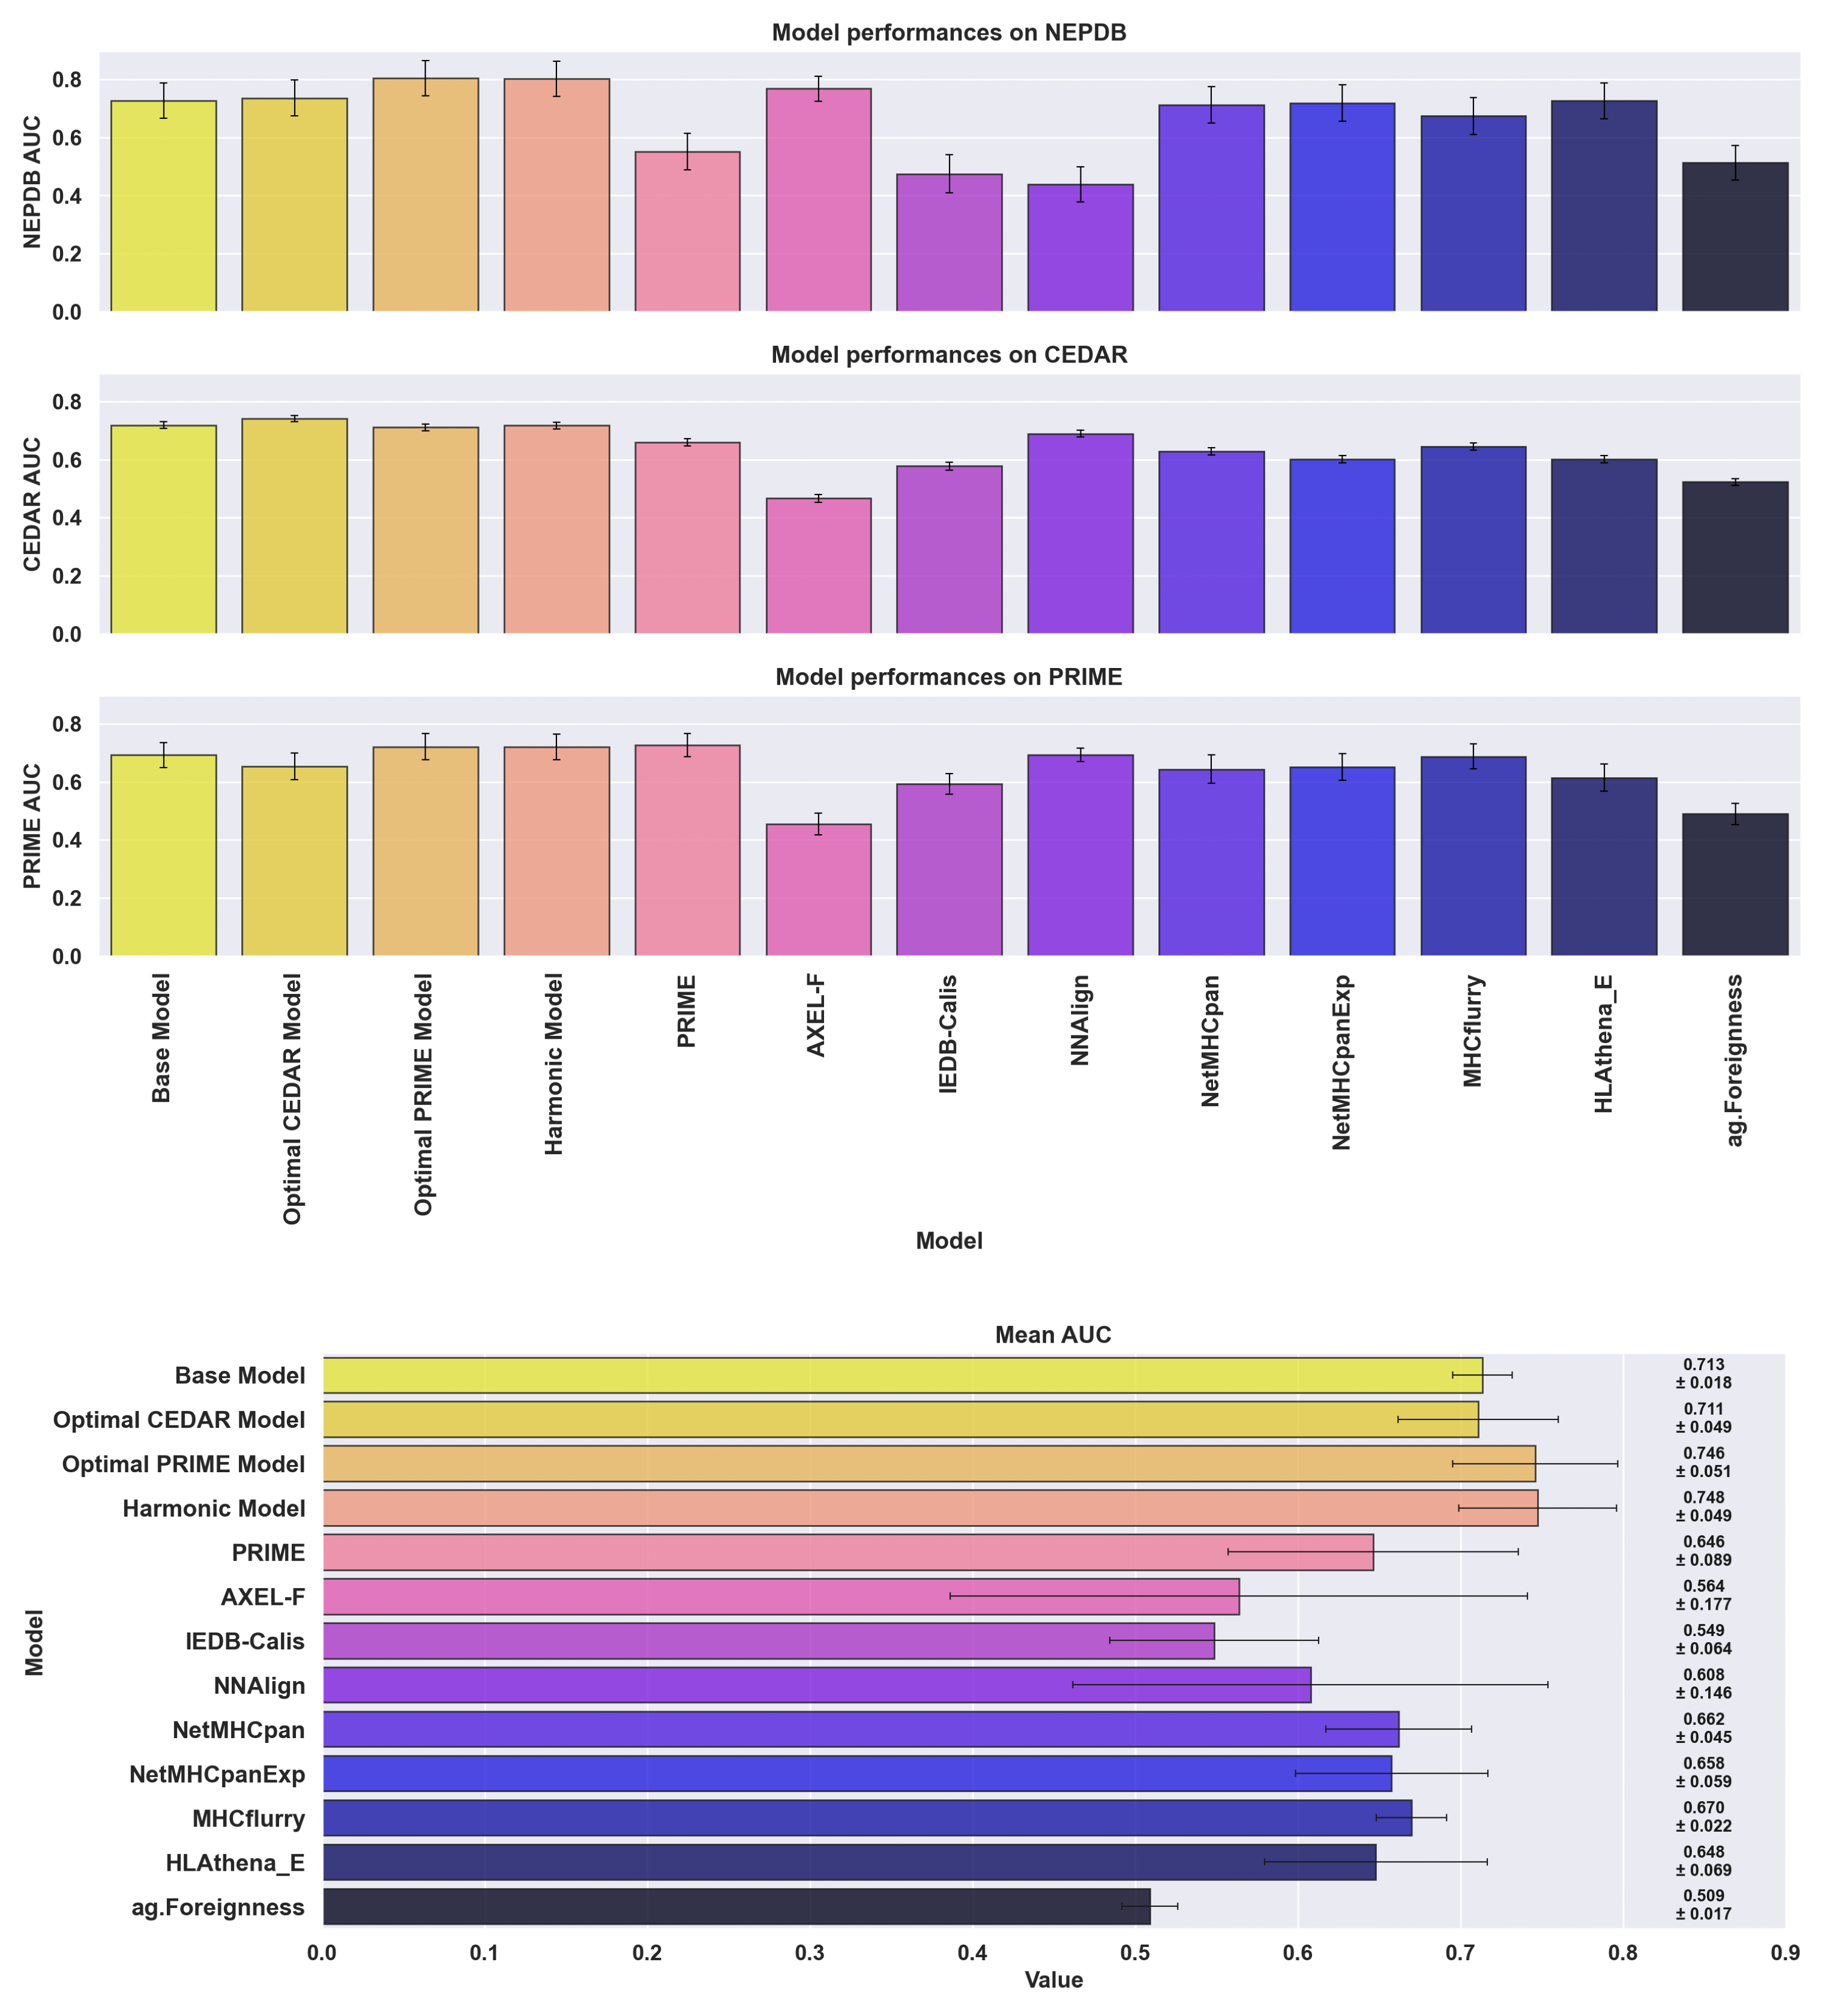 Model performances on NEPDB
NEPDB AUC
0.8
0.6
0.4
0.2
0.0
Model performances on CEDAR
CEDAR AUC
0.8
0.6
0.4
0.2
0.0
Model performances on PRIME
PRIME AUC
0.8
0.6
0.4
0.2
0.0
Base Model
Optimal CEDAR Model
Optimal PRIME Model
Harmonic Model
PRIME
AXEL-F
IEDB-Calis
NNAlign
NetMHCpan
NetMHCpanExp
MHCflurry
HLAthena_E
ag.Foreignness
Model
Mean AUC
Model
Base Model
0.713
± 0.018
Optimal CEDAR Model
0.711
± 0.049
Optimal PRIME Model
0.746
± 0.051
Harmonic Model
0.748
± 0.049
PRIME
0.646
± 0.089
AXEL-F
0.564
± 0.177
IEDB-Calis
0.549
± 0.064
NNAlign
0.608
± 0.146
NetMHCpan
0.662
± 0.045
NetMHCpanExp
0.658
± 0.059
MHCflurry
0.670
± 0.022
HLAthena_E
0.648
± 0.069
ag.Foreignness
0.509
± 0.017
0.0 0.1 0.2 0.3 0.4 0.5 0.6 0.7 0.8 0.9
Value